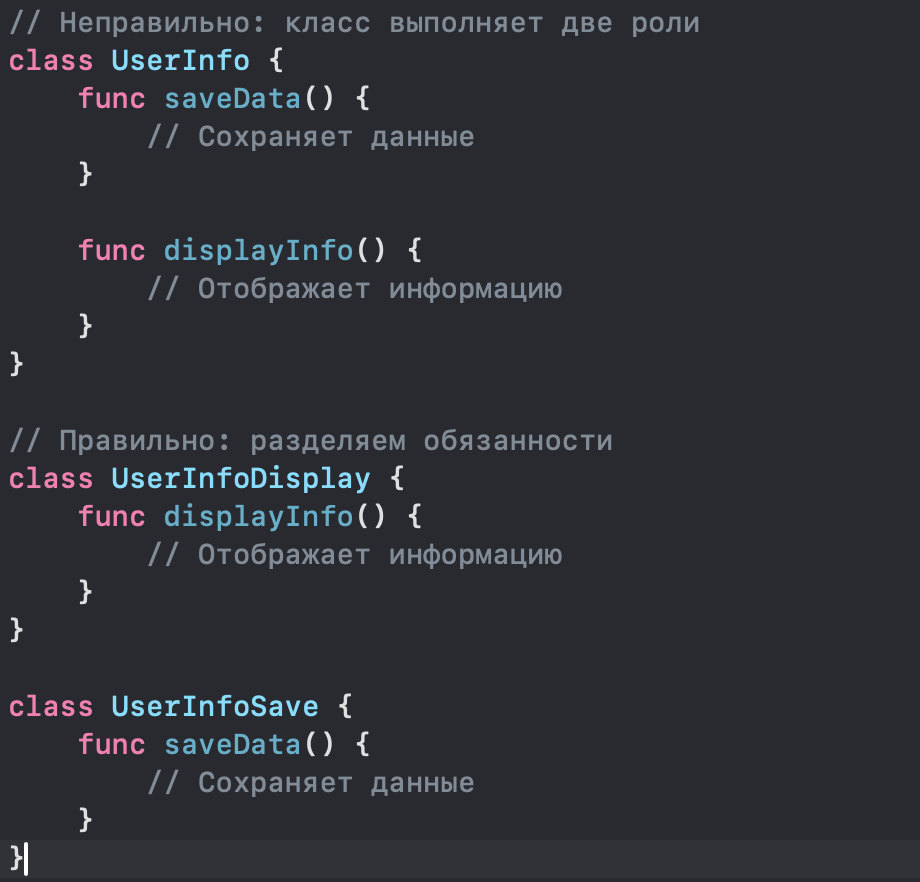 // Неправильно: класс выполняет две роли
class UserInfo {
    func saveData() {
        // Сохраняет данные
    }

    func displayInfo() {
        // Отображает информацию
    }
}

// Правильно: разделяем обязанности
class UserInfoDisplay {
    func displayInfo() {
        // Отображает информацию
    }
}

class UserInfoSave {
    func saveData() {
        // Сохраняет данные
    }
}